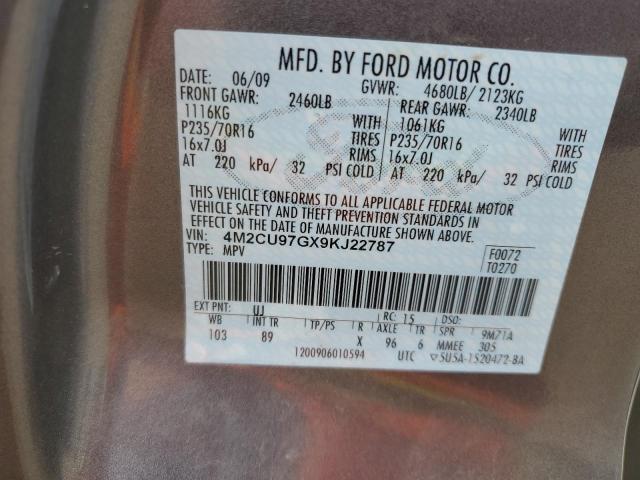 MFD. BY FORD MOTOR CO.
DATE: 06/09 GVWR: 4680LB/ 2123KG
FRONT GAWR: 2460LB REAR GAWR: 2340LB
1116KG WITH 1061KG WITH
P235/70R16 TIRES P235/70R16 TIRES
16x7.0J RIMS 16x7.0J RIMS
AT 220 kPa/ 32 PSI COLD AT 220 kPa/ 32 PSI COLD
THIS VEHICLE CONFORMS TO ALL APPLICABLE FEDERAL MOTOR
VEHICLE SAFETY AND THEFT PREVENTION STANDARDS IN
EFFECT ON THE DATE OF MANUFACTURE SHOWN ABOVE.
VIN: 4M2CU97GX9KJ22787 F0072
TYPE: MPV T0270
EXT PNT: UJ RC: 15 DSO:
WB INT TR TP/PS R AXLE TR SPR 9M71A
103 89 X 96 6 MMEE 305
1200906010594 UTC ▽5U5A-1520472-BA
Ford